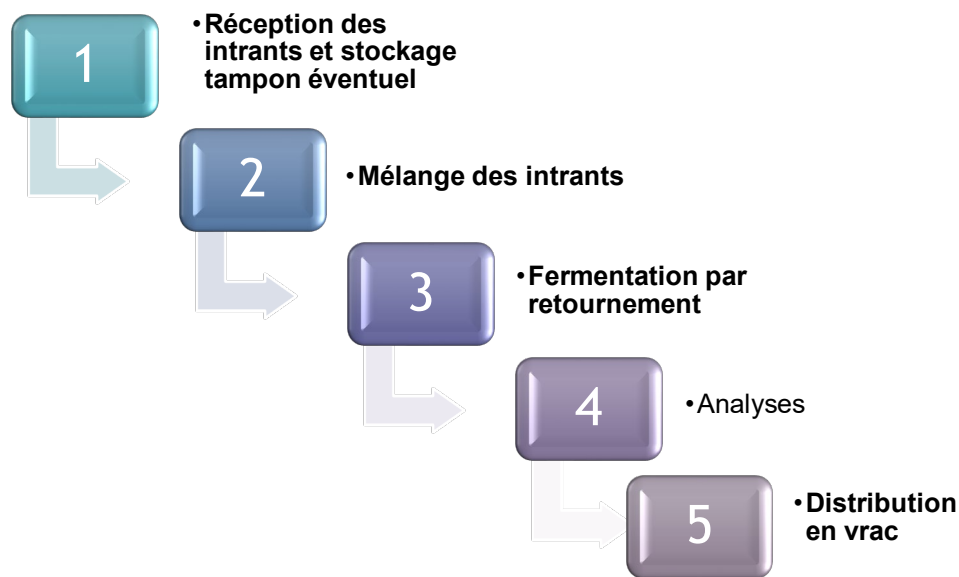 1
•Réception des
intrants et stockage
tampon éventuel
2
•Mélange des intrants
3
•Fermentation par
retournement
4
•Analyses
5
•Distribution
en vrac